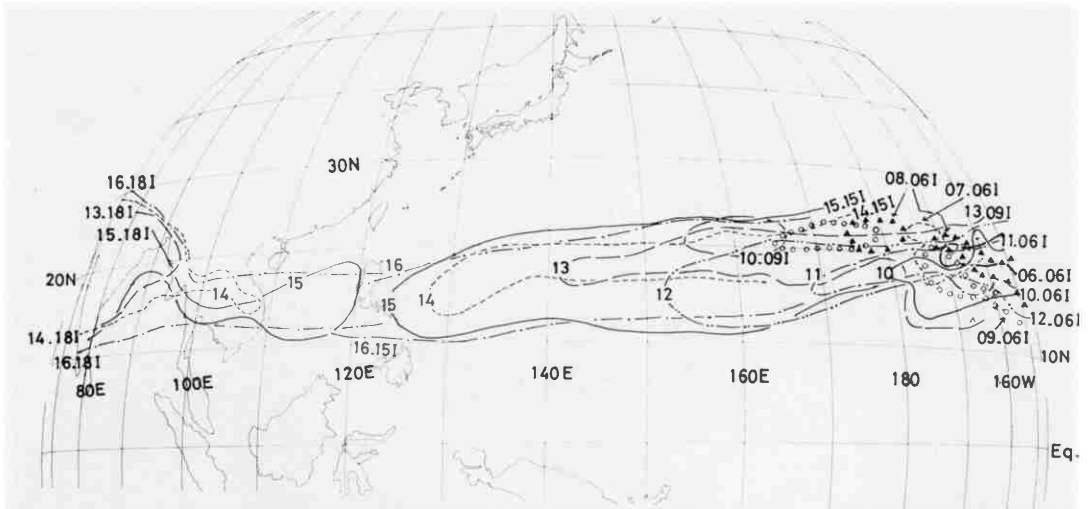 30N
16.18I
13.18I
15.18I
20N
14.18I
16.18I
80E
100E
120E
140E
160E
180
160W
14
15
16
15
14
13
12
11
10
16.15I
10.09I
15.15I
14.15I
08.06I
07.06I
13.09I
11.06I
06.06I
10.06I
12.06I
09.06I
10N
Eq.